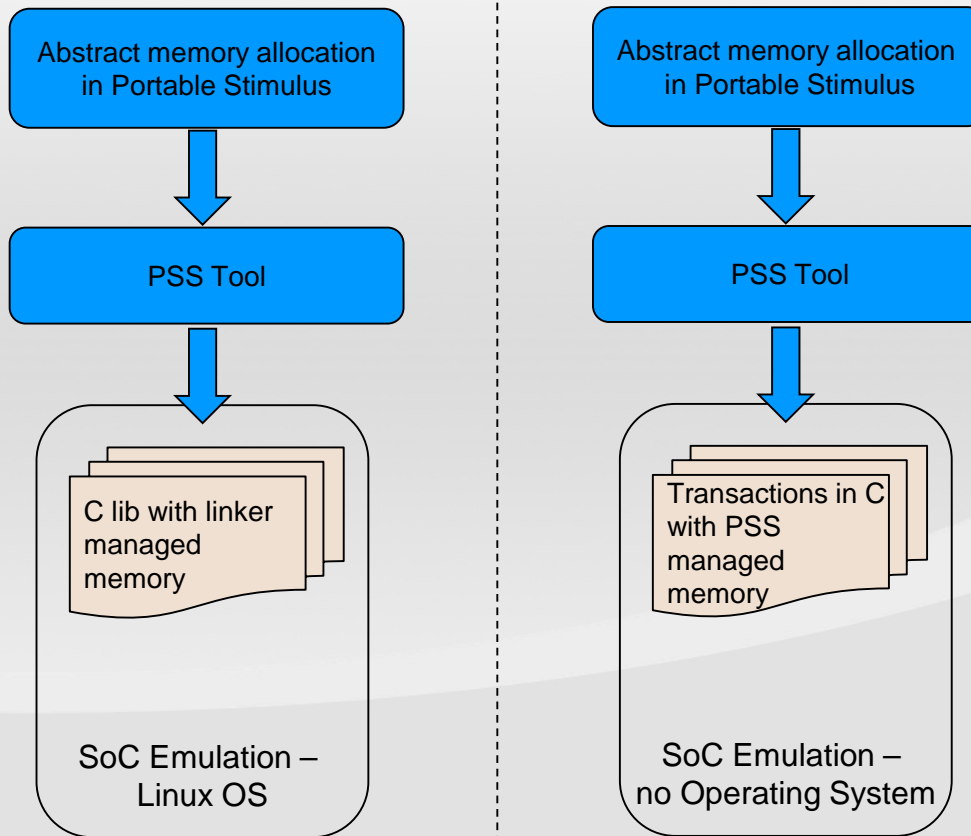 Abstract memory allocation
in Portable Stimulus
PSS Tool
C lib with linker
managed
memory
SoC Emulation –
Linux OS
Abstract memory allocation
in Portable Stimulus
PSS Tool
Transactions in C
with PSS
managed
memory
SoC Emulation –
no Operating System